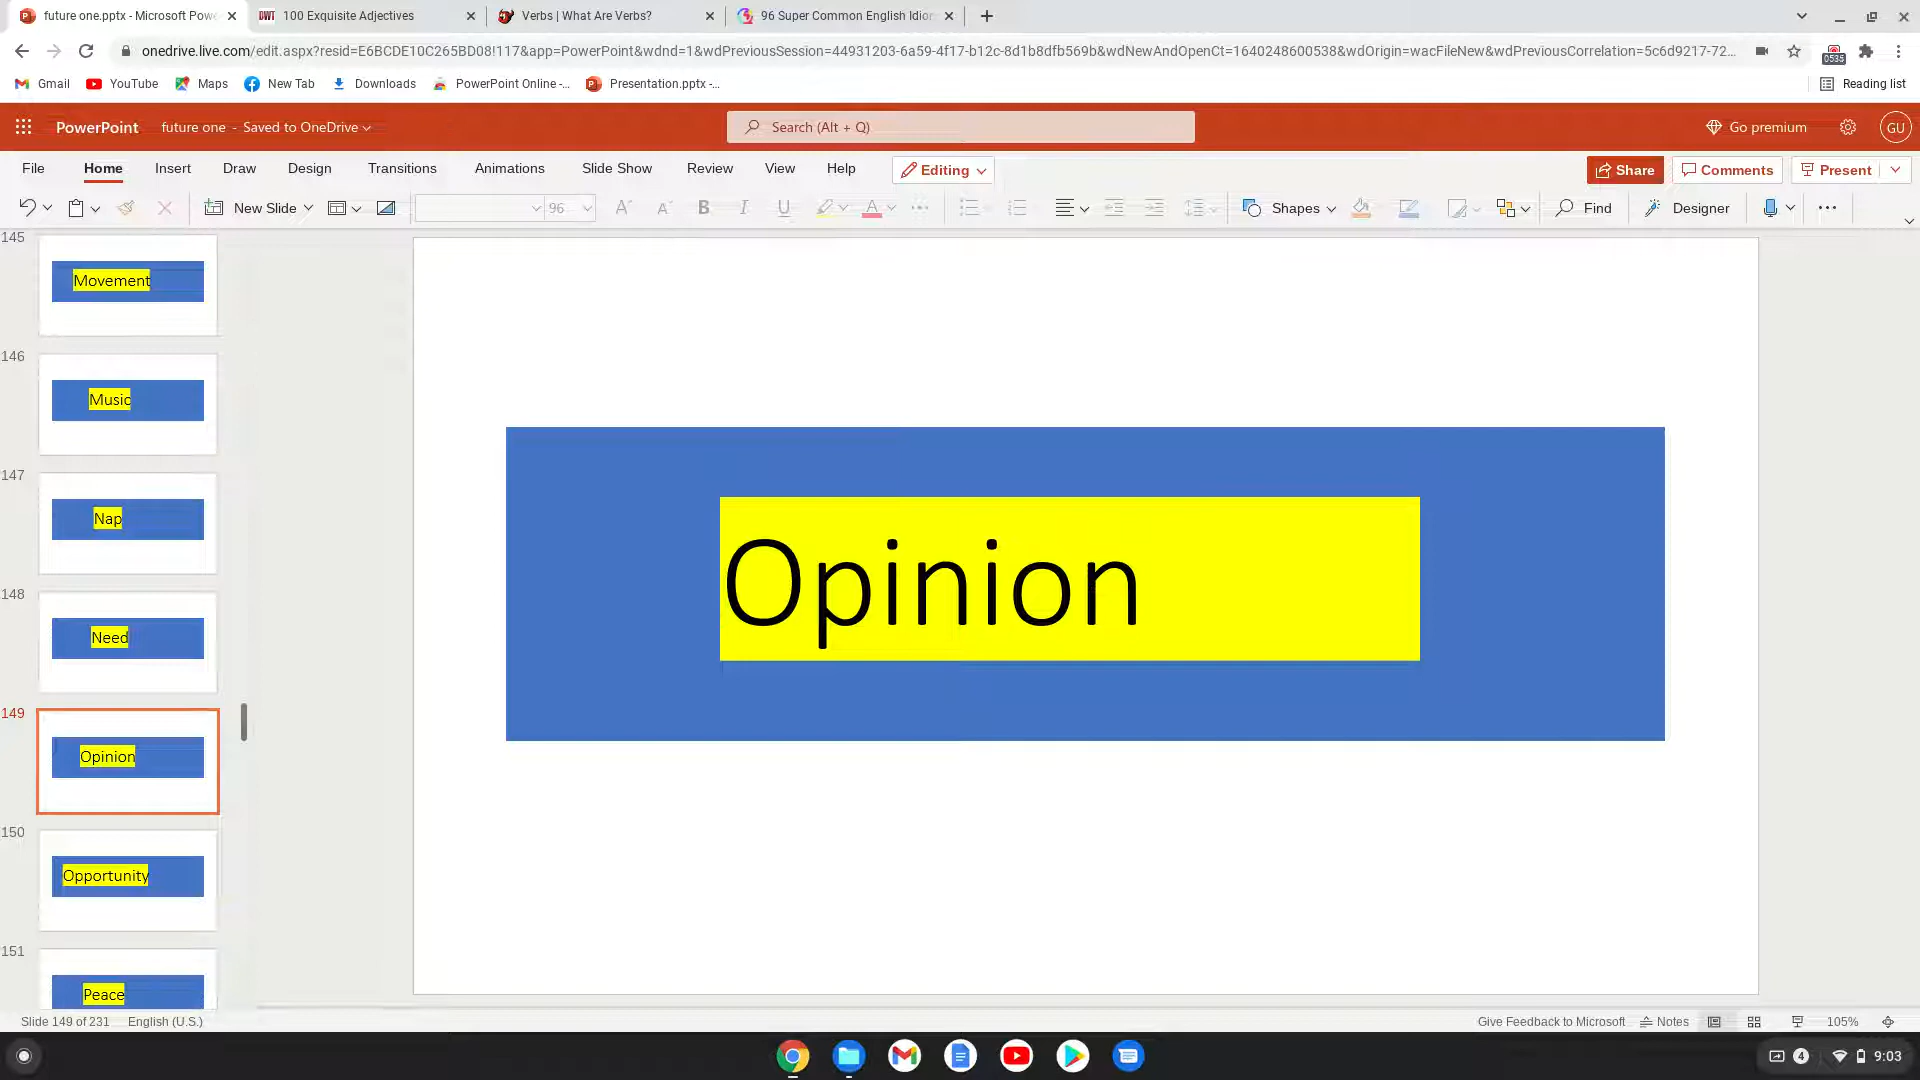 future one.pptx - Microsoft Pow
100 Exquisite Adjectives
Verbs | What Are Verbs?
96 Super Common English Idio
onedrive.live.com/edit.aspx?resid=E6BCDE10C265BD08!117&app=PowerPoint&wdnd=1&wdPreviousSession=44931203-6a59-4f17-b12c-8d1b8dfb569b&wdNewAndOpenCt=1640248600538&wdOrigin=wacFileNew&wdPreviousCorrelation=5c6d9217-72...
0535
Gmail YouTube Maps New Tab Downloads PowerPoint Online -... Presentation.pptx -...
Reading list
PowerPoint future one - Saved to OneDrive
Search (Alt + Q)
Go premium
GU
File Home Insert Draw Design Transitions Animations Slide Show Review View Help Editing
Share Comments Present
New Slide
96
A A B I U A
Shapes
Find
Designer
145
Movement
146
Music
147
Nap
148
Need
149
Opinion
150
Opportunity
151
Peace
Opinion
Slide 149 of 231 English (U.S.)
Give Feedback to Microsoft Notes 105%
4 9:03